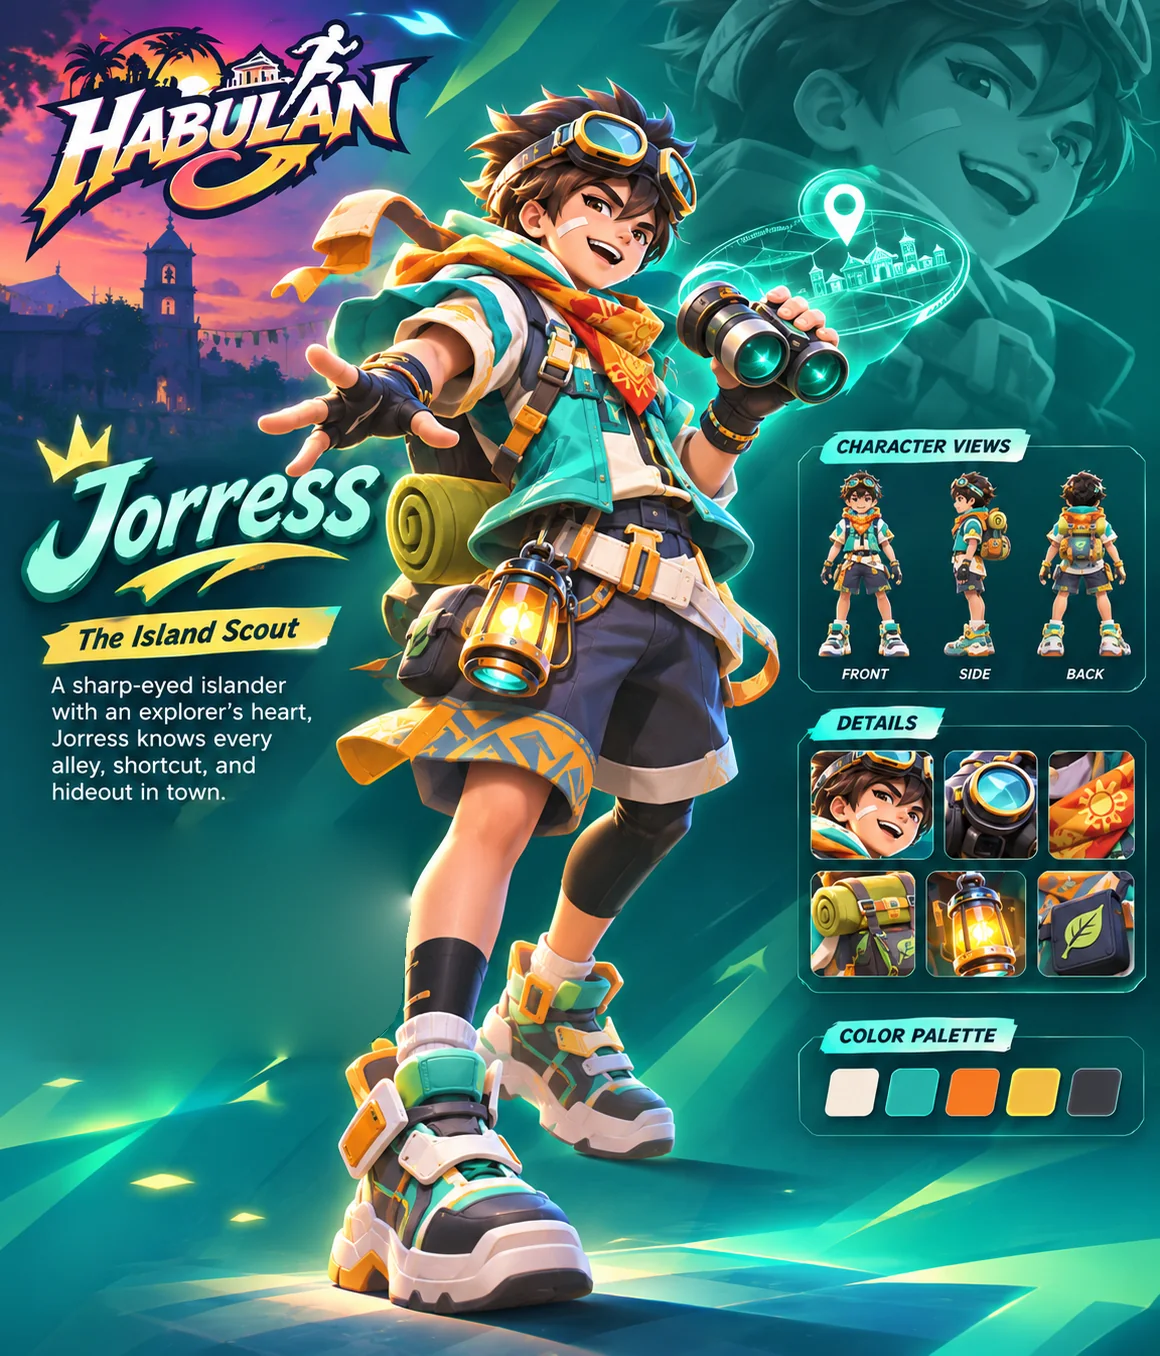 HABULAN
Jorress
The Island Scout
A sharp-eyed islander
with an explorer's heart,
Jorress knows every
alley, shortcut, and
hideout in town.
CHARACTER VIEWS
FRONT
SIDE
BACK
DETAILS
COLOR PALETTE